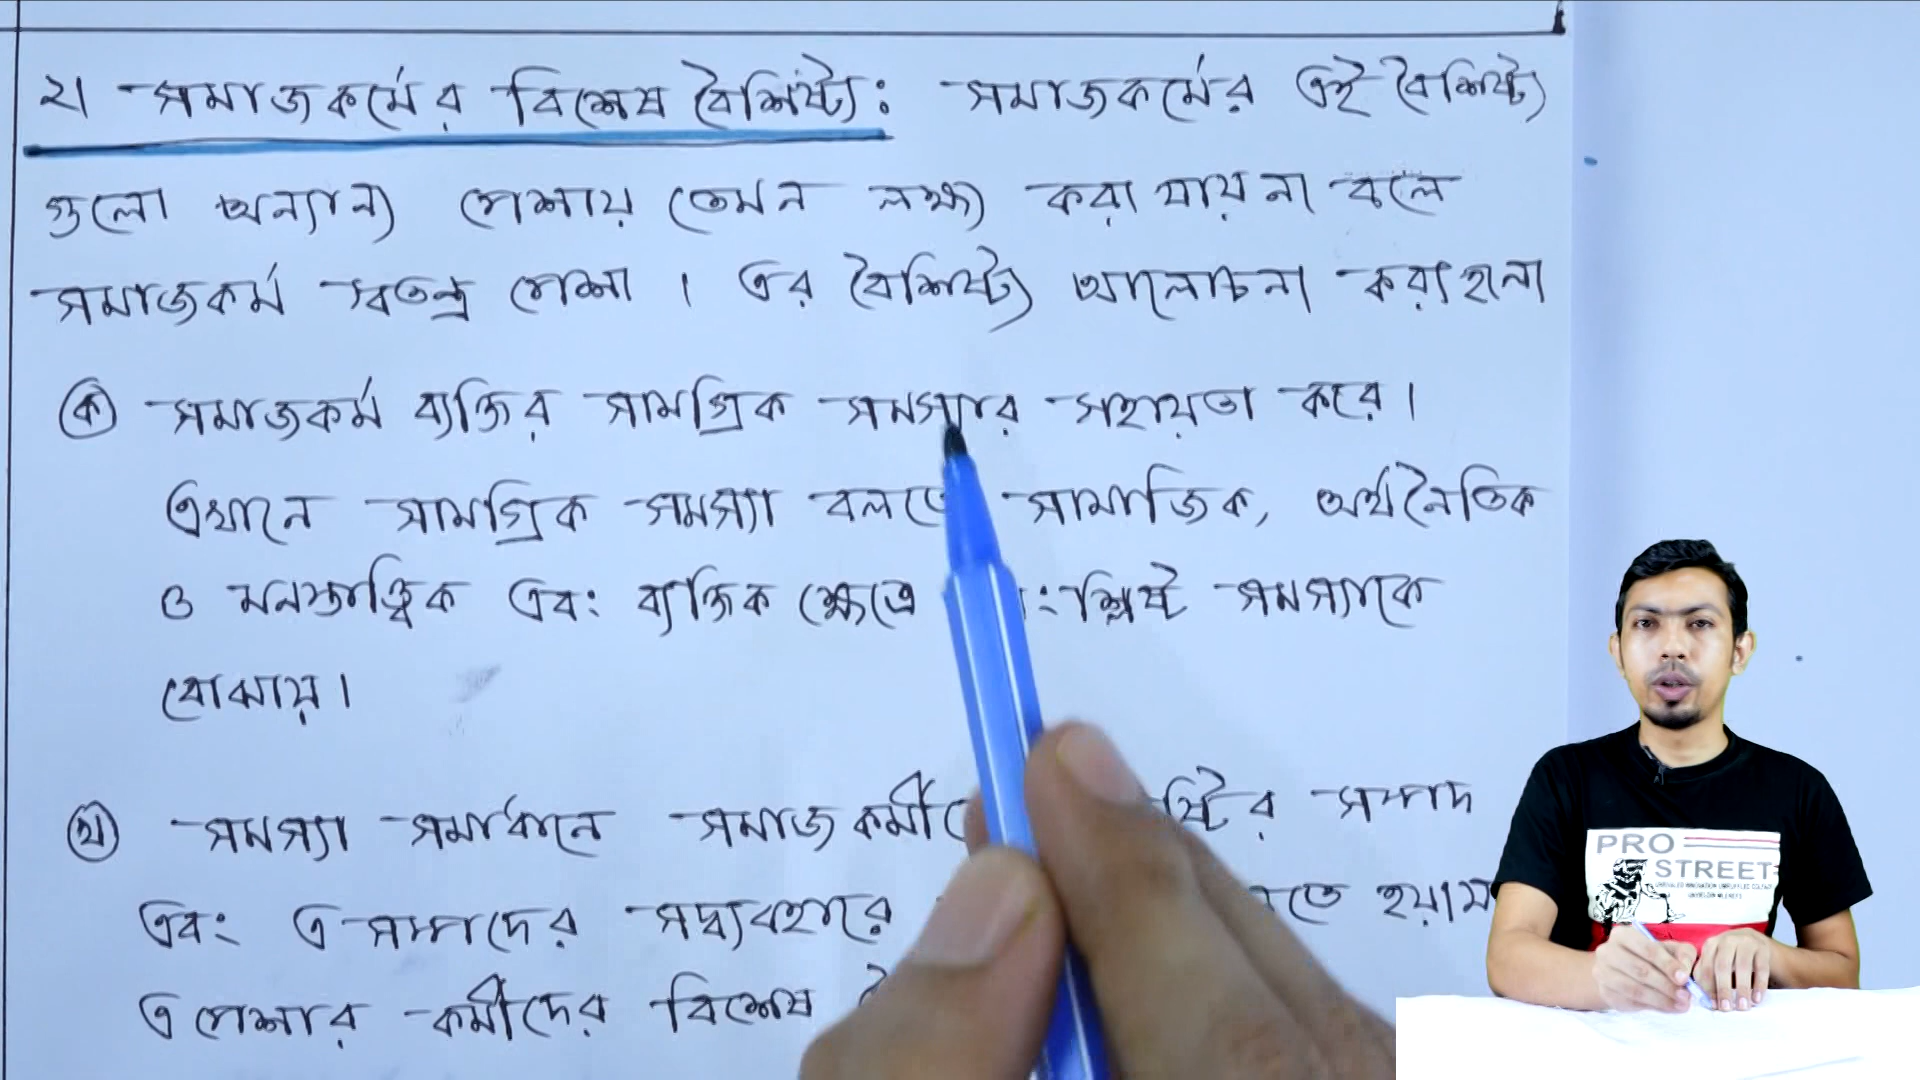 ২। সমাজকর্মের বিশেষ বৈশিষ্ট্য: সমাজকর্মের এই বৈশিষ্ট্য
গুলো অন্যান্য পেশায় তেমন লক্ষ্য করা যায় না বলে
সমাজকর্ম স্বতন্ত্র পেশা । এর বৈশিষ্ট্য আলোচনা করা হলো
ক সমাজকর্ম ব্যক্তির সামগ্রিক সমস্যার সহায়তা করে।
এখানে সামগ্রিক সমস্যা বলতে সামাজিক, অর্থনৈতিক
ও মনস্তাত্ত্বিক এবং ব্যক্তিক ক্ষেত্রে সমস্যাকে
বোঝায়।
খ সমস্যা সমাধানে সমাজ সম্পদ
এবং এ সম্পদের সদ্ব্যবহারে
এ পেশার কর্মীদের বিশেষ
PRO
STREET